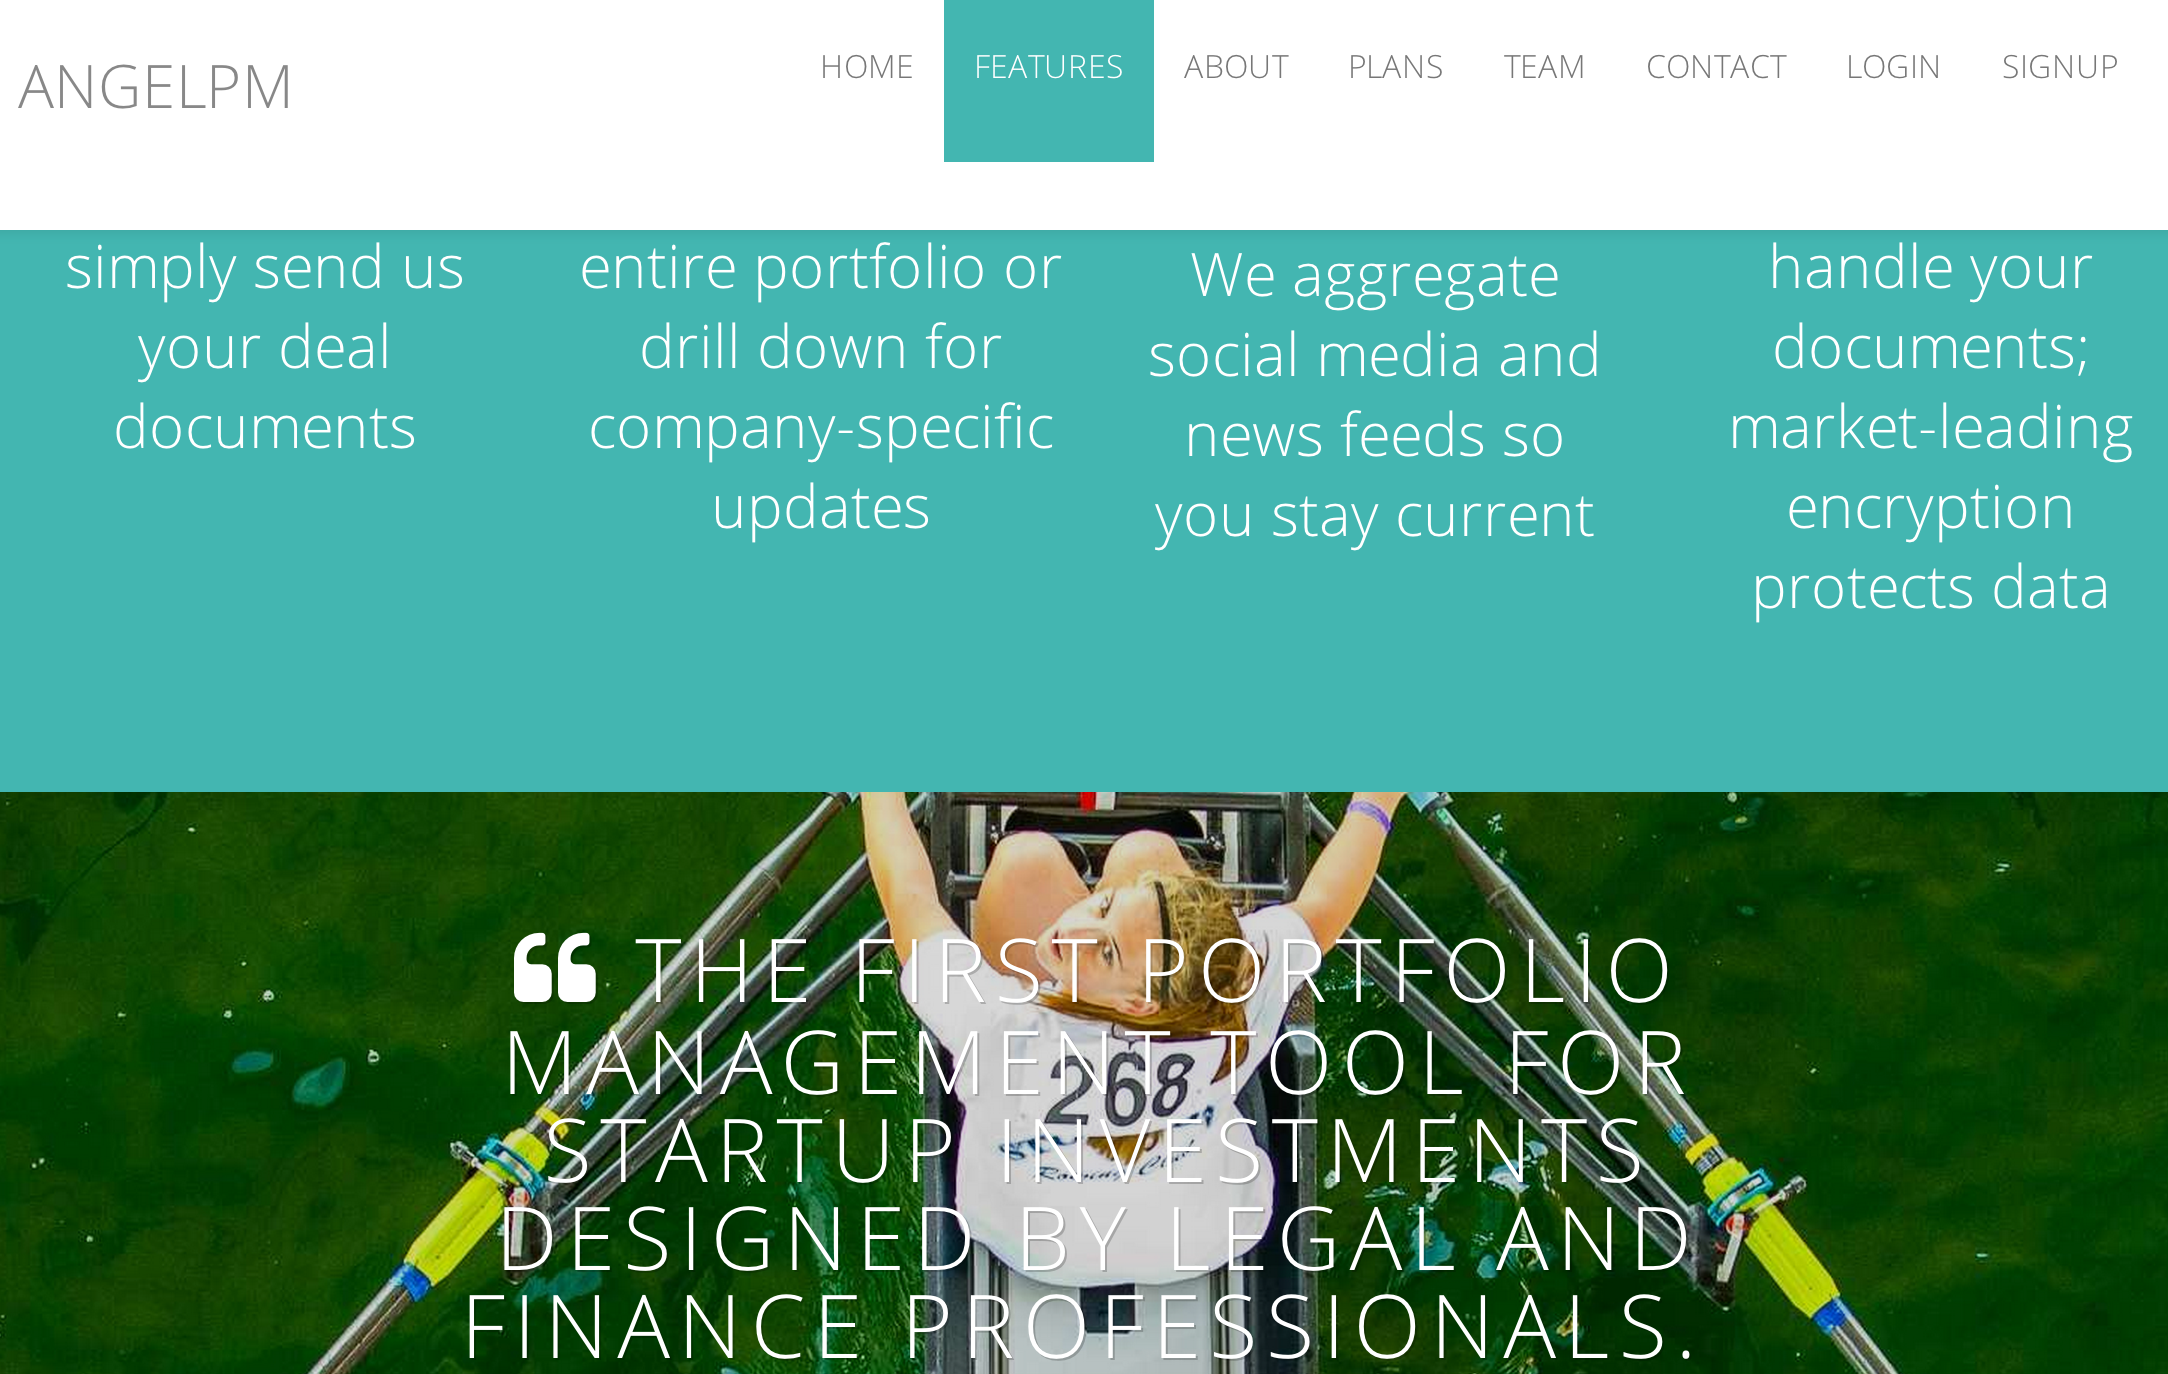 ANGELPM
HOME FEATURES ABOUT PLANS TEAM CONTACT LOGIN SIGNUP
simply send us
your deal
documents
entire portfolio or
drill down for
company-specific
updates
We aggregate
social media and
news feeds so
you stay current
handle your
documents;
market-leading
encryption
protects data
“ THE FIRST PORTFOLIO
MANAGEMENT TOOL FOR
STARTUP INVESTMENTS
DESIGNED BY LEGAL AND
FINANCE PROFESSIONALS.
268